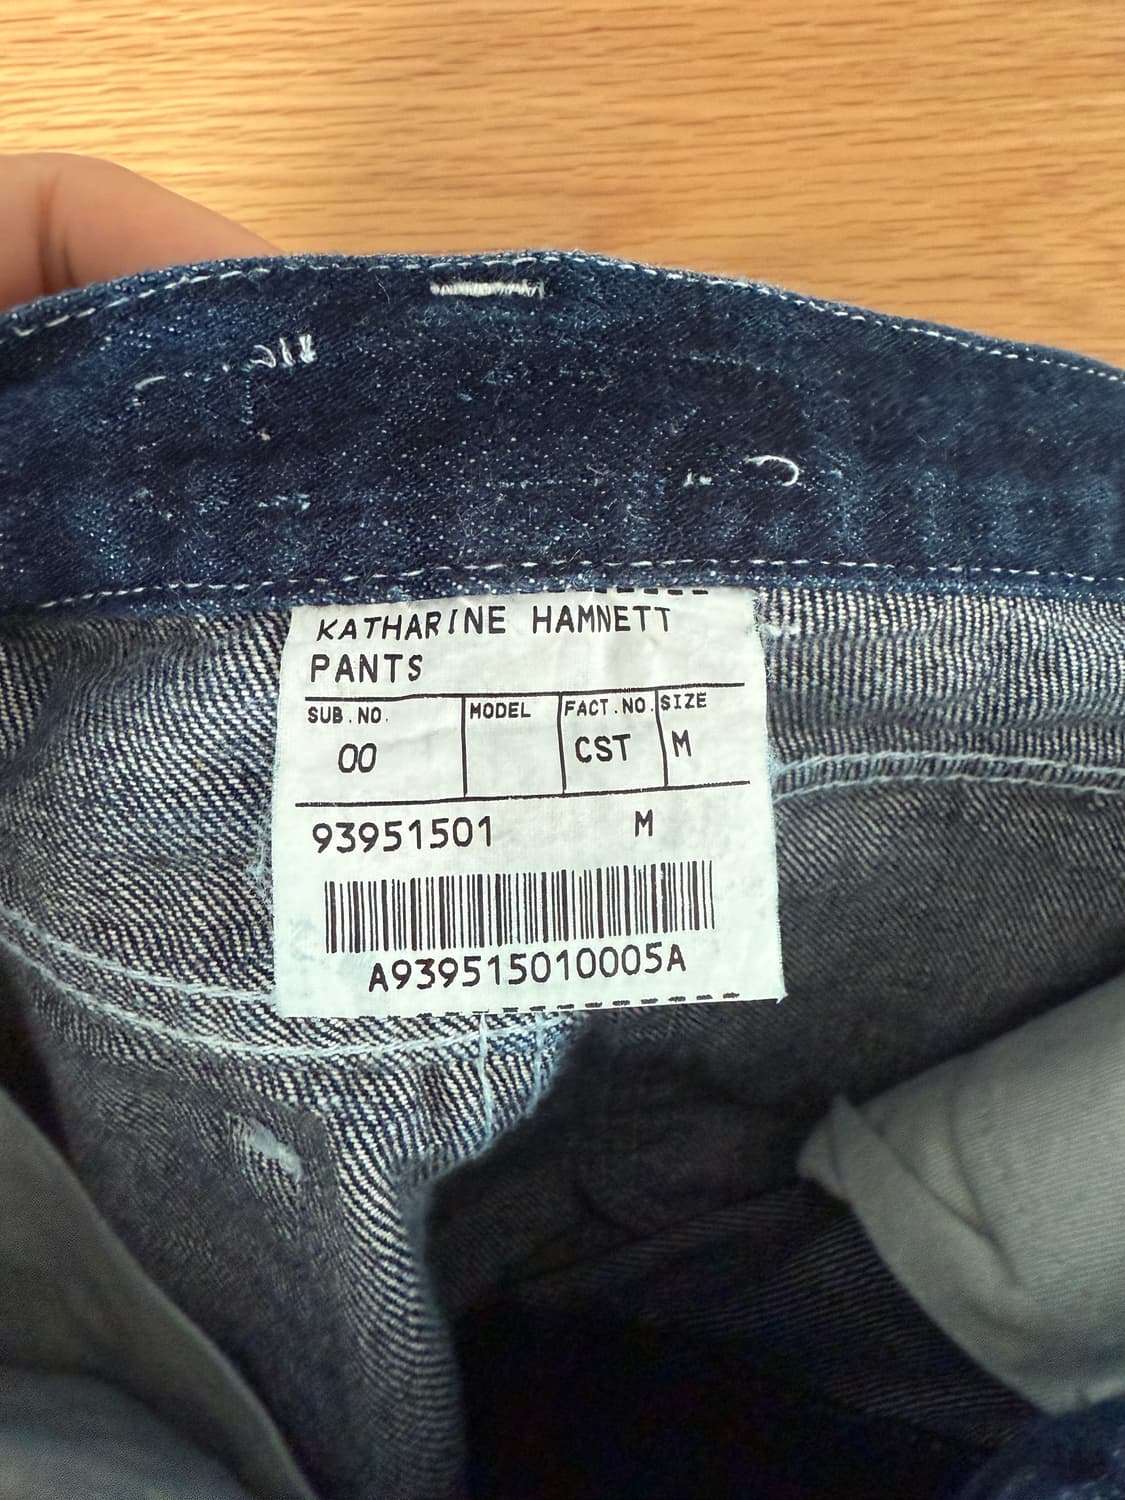 KATHARINE HAMNETT
PANTS
SUB.NO. MODEL FACT.NO. SIZE
00 CST M
93951501 M
A939515010005A